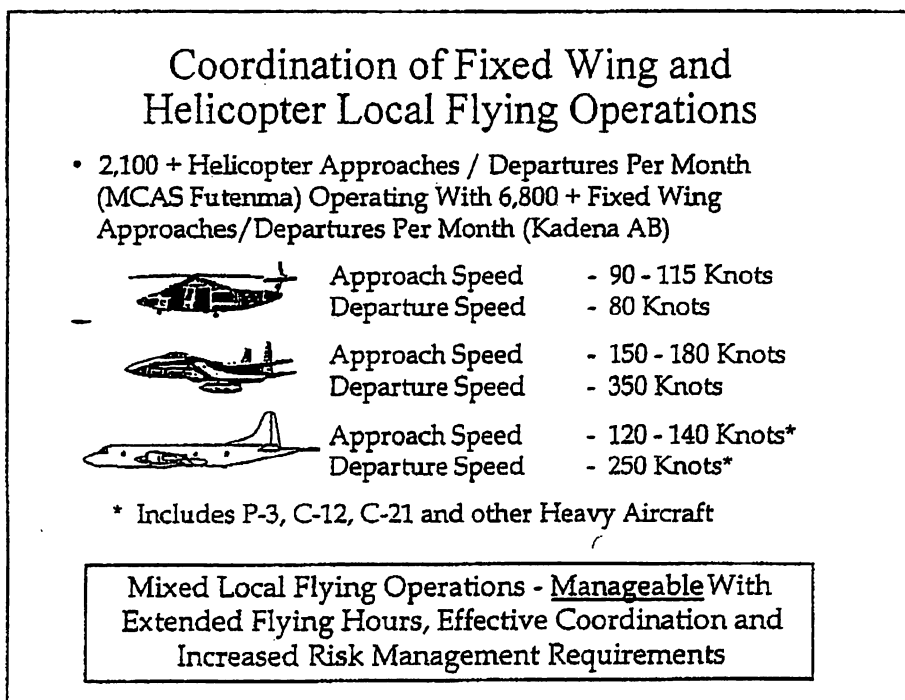 Coordination of Fixed Wing and
Helicopter Local Flying Operations
• 2,100 + Helicopter Approaches / Departures Per Month
(MCAS Futenma) Operating With 6,800 + Fixed Wing
Approaches/Departures Per Month (Kadena AB)
Approach Speed - 90 - 115 Knots
Departure Speed - 80 Knots
Approach Speed - 150 - 180 Knots
Departure Speed - 350 Knots
Approach Speed - 120 - 140 Knots*
Departure Speed - 250 Knots*
* Includes P-3, C-12, C-21 and other Heavy Aircraft
Mixed Local Flying Operations - Manageable With
Extended Flying Hours, Effective Coordination and
Increased Risk Management Requirements